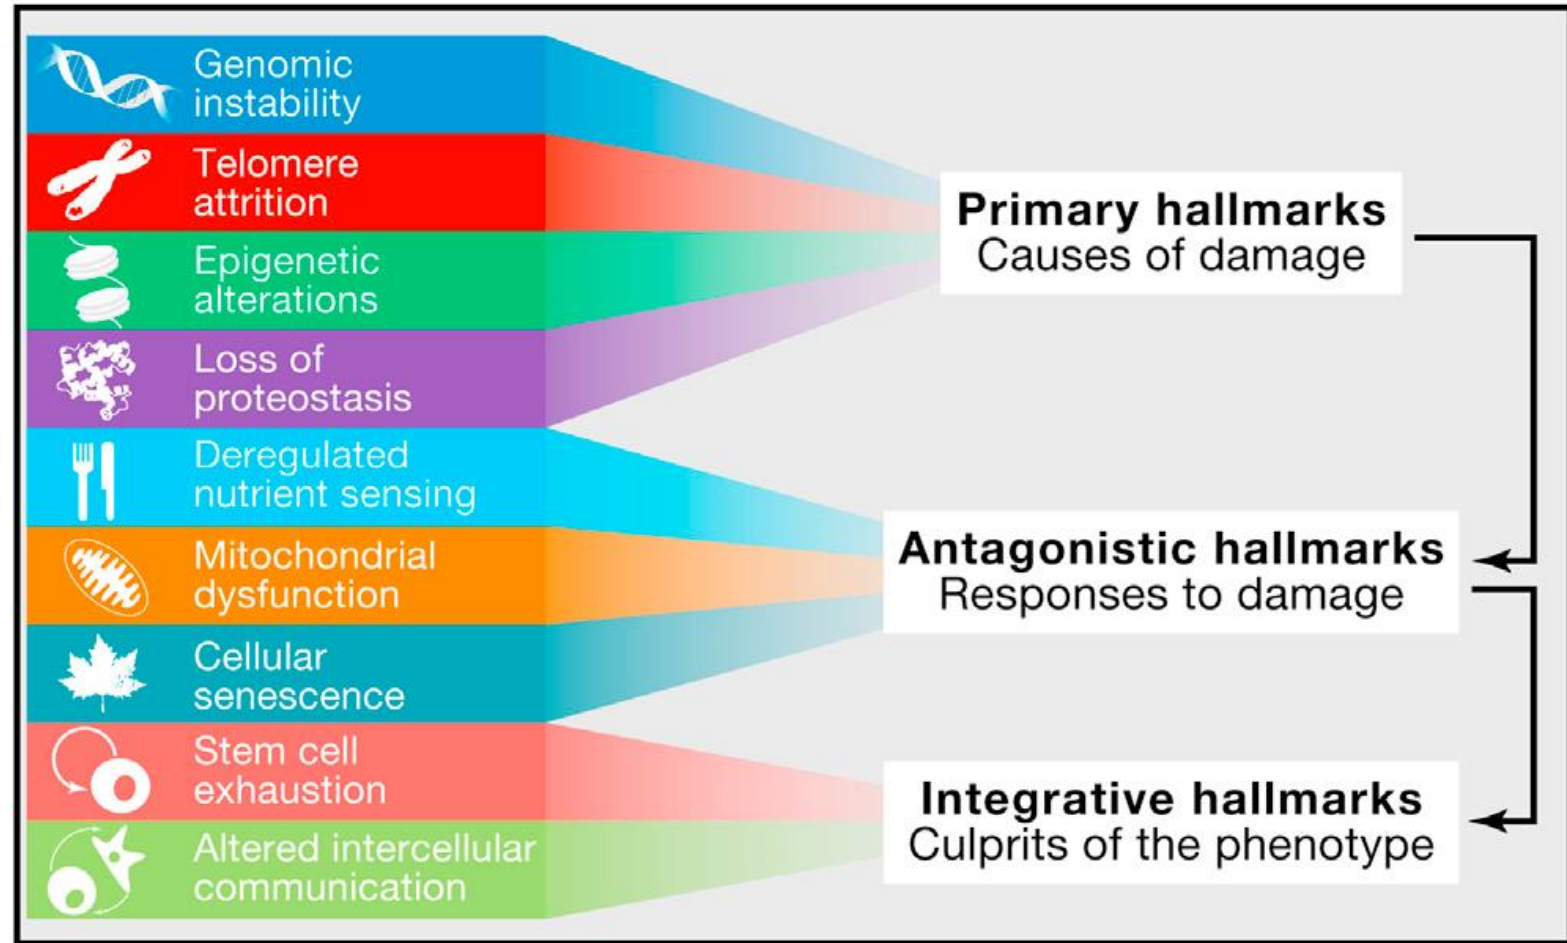 Genomic
instability
Telomere
attrition
Epigenetic
alterations
Loss of
proteostasis
Deregulated
nutrient sensing
Mitochondrial
dysfunction
Cellular
senescence
Stem cell
exhaustion
Altered intercellular
communication
Primary hallmarks
Causes of damage
Antagonistic hallmarks
Responses to damage
Integrative hallmarks
Culprits of the phenotype